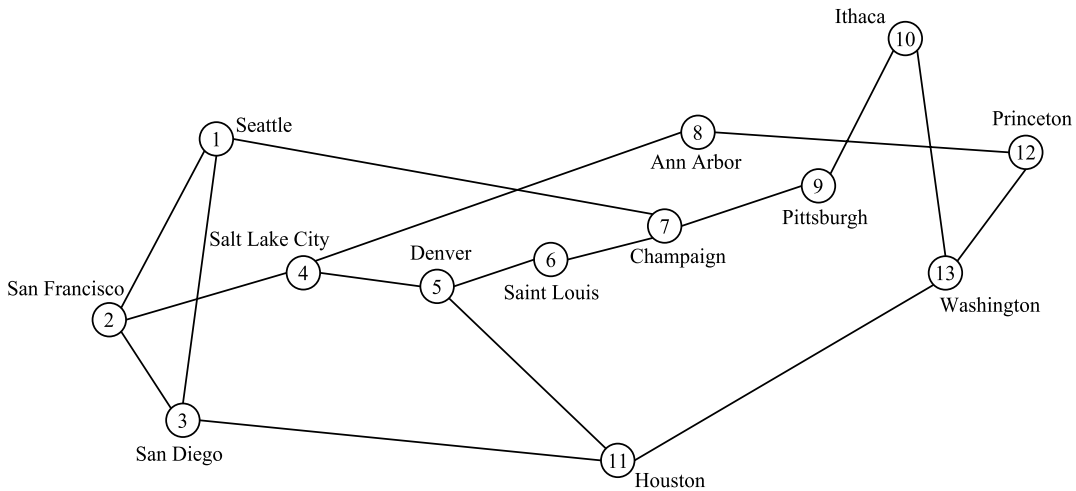 Ithaca
10
Princeton
12
Seattle
1
8
Ann Arbor
9
Pittsburgh
7
Champaign
Salt Lake City
4
Denver
5
6
Saint Louis
13
Washington
San Francisco
2
3
San Diego
11
Houston